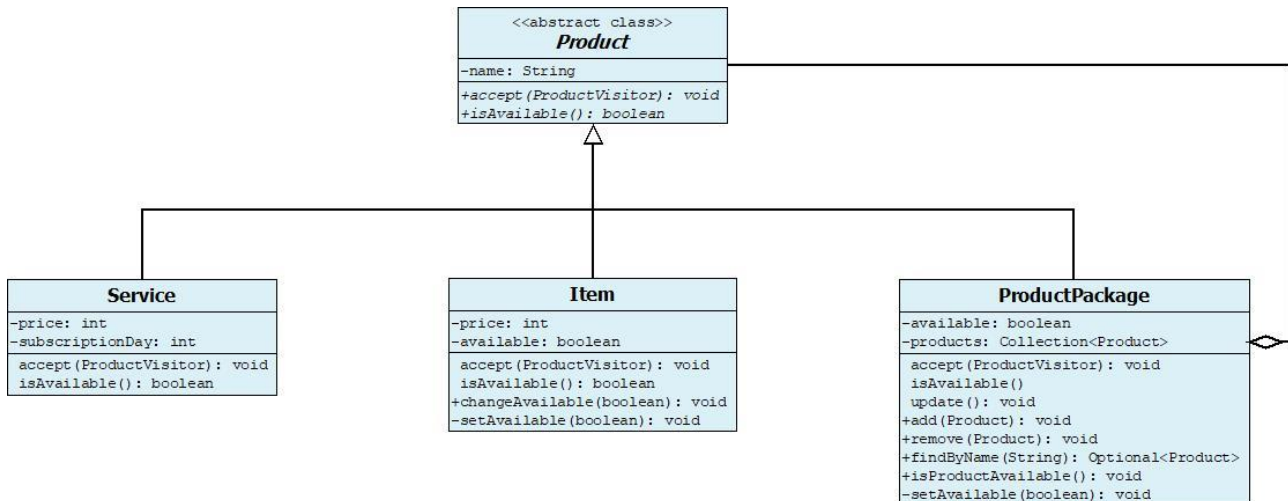 <<abstract class>>
Product
-name: String
+accept(ProductVisitor): void
+isAvailable(): boolean
Service
-price: int
-subscriptionDay: int
accept(ProductVisitor): void
isAvailable(): boolean
Item
-price: int
-available: boolean
accept(ProductVisitor): void
isAvailable(): boolean
+changeAvailable(boolean): void
-setAvailable(boolean): void
ProductPackage
-available: boolean
-products: Collection<Product>
accept(ProductVisitor): void
isAvailable()
update(): void
+add(Product): void
+remove(Product): void
+findByName(String): Optional<Product>
+isProductAvailable(): void
-setAvailable(boolean): void